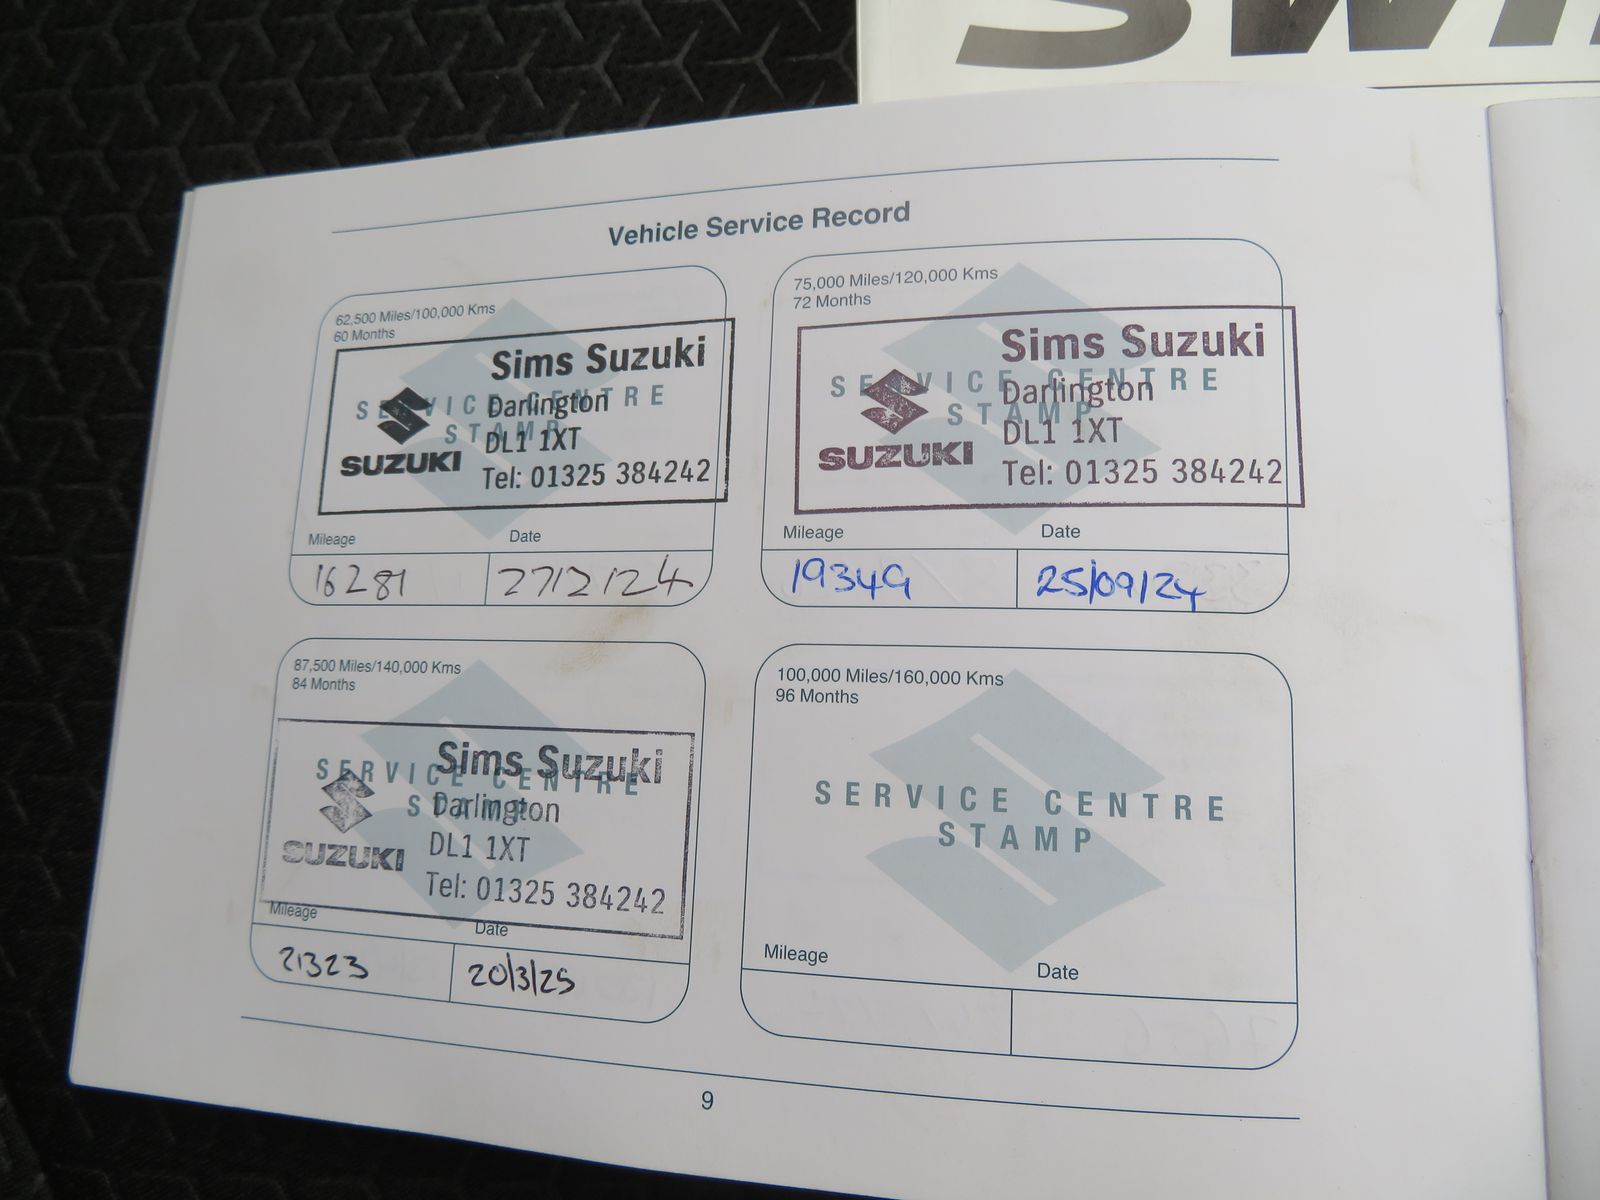 SWI
Vehicle Service Record
62,500 Miles/100,000 Kms
60 Months
SERVICE CENTRE
STAMP
Sims Suzuki
Darlington
DL1 1XT
Tel: 01325 384242
SUZUKI
Mileage
Date
16281
27/2/24
75,000 Miles/120,000 Kms
72 Months
SERVICE CENTRE
STAMP
Sims Suzuki
Darlington
DL1 1XT
Tel: 01325 384242
SUZUKI
Mileage
Date
19349
25/09/24
87,500 Miles/140,000 Kms
84 Months
SERVICE CENTRE
STAMP
Sims Suzuki
Darlington
DL1 1XT
Tel: 01325 384242
SUZUKI
Mileage
Date
21323
20/3/25
100,000 Miles/160,000 Kms
96 Months
SERVICE CENTRE
STAMP
Mileage
Date
9